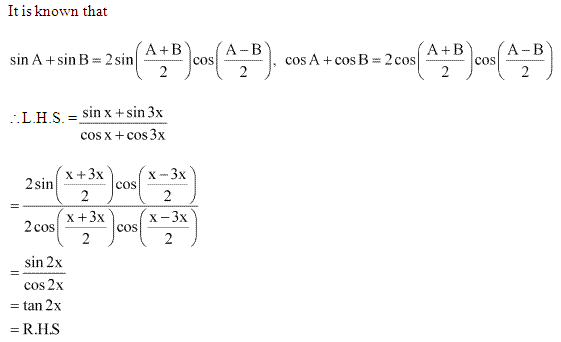 It is known that
sin A + sin B = 2 sin((A + B)/2) cos((A − B)/2), cos A + cos B = 2 cos((A + B)/2) cos((A − B)/2)
∴ L.H.S. = (sin x + sin 3x)/(cos x + cos 3x)
= (2 sin((x + 3x)/2) cos((x − 3x)/2))/(2 cos((x + 3x)/2) cos((x − 3x)/2))
= sin 2x/cos 2x
= tan 2x
= R.H.S